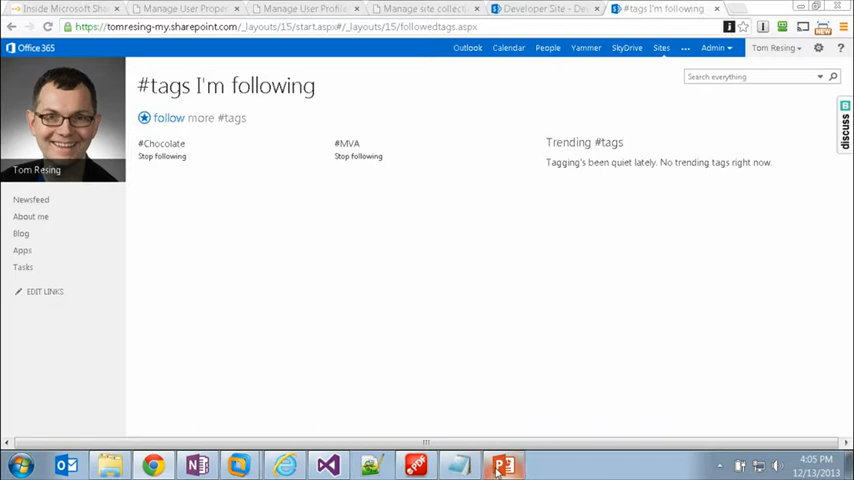 Inside Microsoft Sha
Manage User Proper
Manage User Profile
Manage site collecti
Developer Site - De
#tags I'm following
https://tomresing-my.sharepoint.com/_layouts/15/start.aspx#/_layouts/15/followedtags.aspx
NEW
Office 365
Outlook Calendar People Yammer SkyDrive Sites ... Admin Tom Resing ?
#tags I'm following
Search everything
follow more #tags
discuss
#Chocolate
Stop following
#MVA
Stop following
Trending #tags
Tagging's been quiet lately. No trending tags right now.
Tom Resing
Newsfeed
About me
Blog
Apps
Tasks
EDIT LINKS
PDF
4:05 PM
12/13/2013